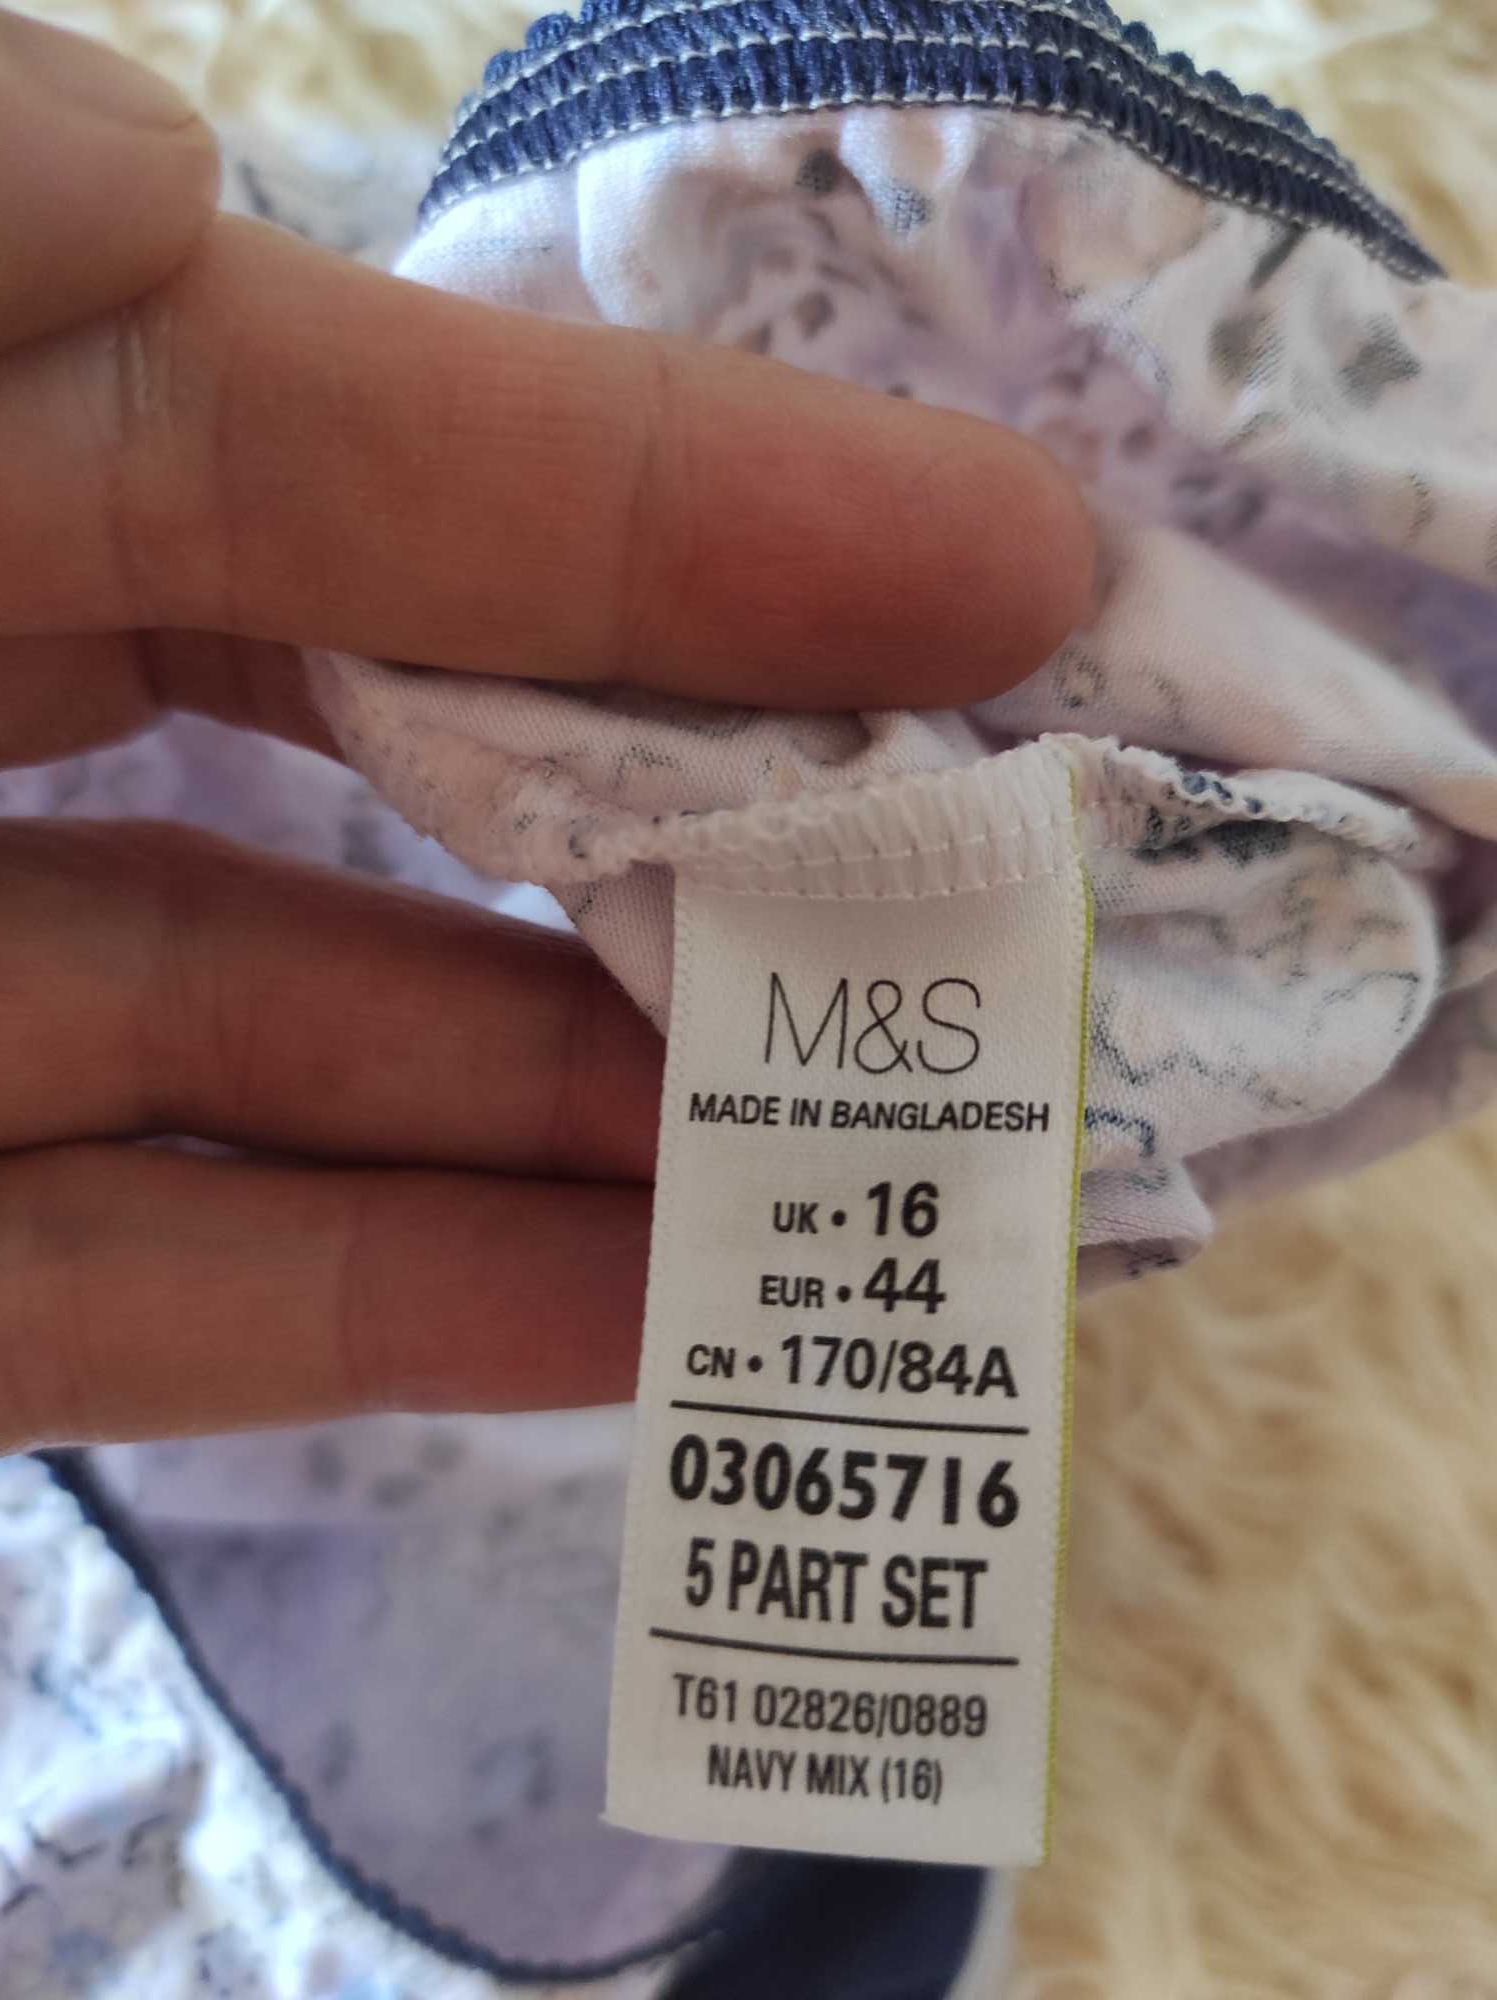 M&S
MADE IN BANGLADESH
UK • 16
EUR • 44
CN • 170/84A
03065716
5 PART SET
T61 02826/0889
NAVY MIX (16)